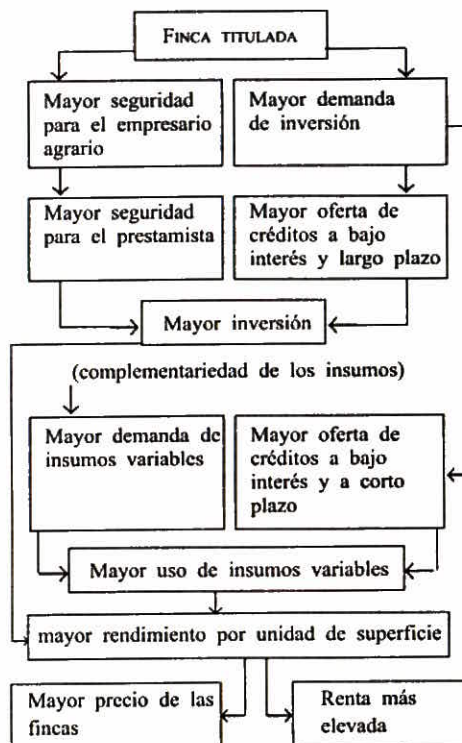 FINCA TITULADA
Mayor seguridad
para el empresario
agrario
Mayor demanda
de inversión
Mayor seguridad
para el prestamista
Mayor oferta de
créditos a bajo
interés y largo plazo
Mayor inversión
(complementariedad de los insumos)
Mayor demanda de
insumos variables
Mayor oferta de
créditos a bajo
interés y a corto
plazo
Mayor uso de insumos variables
mayor rendimiento por unidad de superficie
Mayor precio de las
fincas
Renta más
elevada